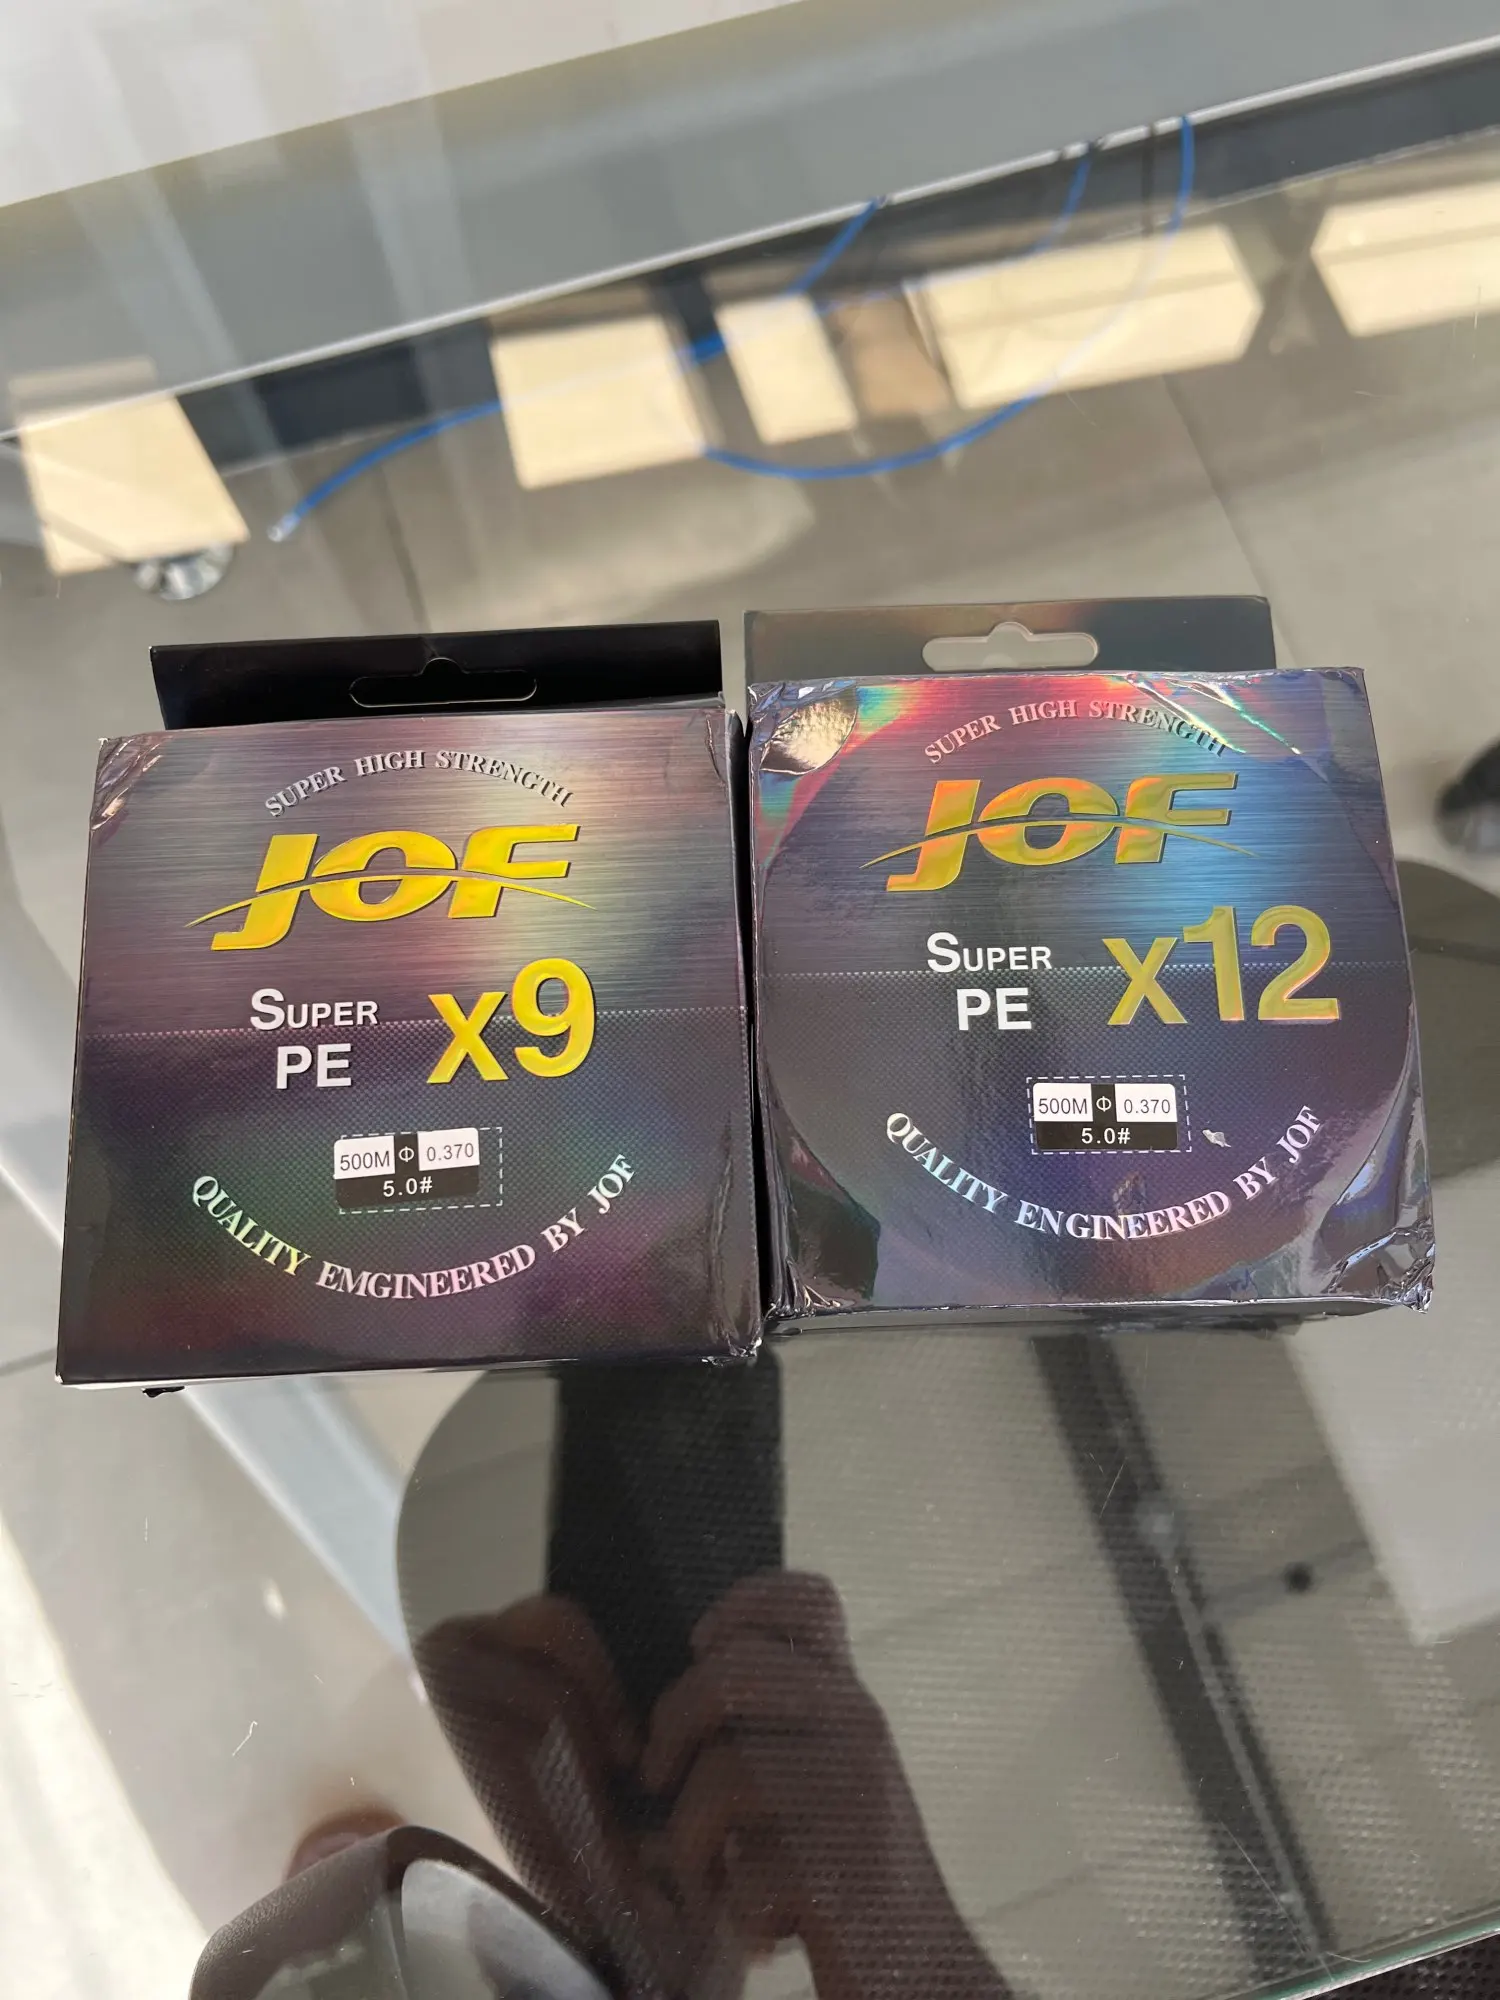 SUPER HIGH STRENGTH
JOF
SUPER
PE
x9
500M Φ 0.370
5.0#
QUALITY EMGINEERED BY JOF
SUPER HIGH STRENGTH
JOF
SUPER
PE
x12
500M Φ 0.370
5.0#
QUALITY ENGINEERED BY JOF